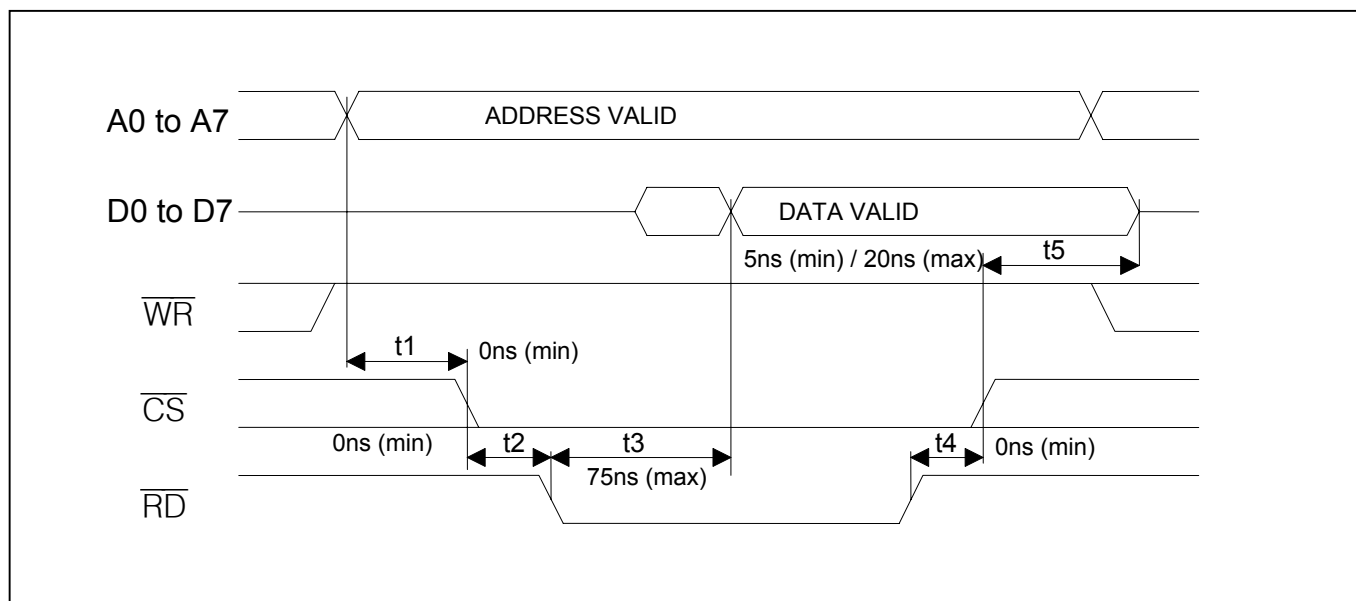 A0 to A7
ADDRESS VALID
D0 to D7
DATA VALID
5ns (min) / 20ns (max)
t5
WR
t1
0ns (min)
CS
0ns (min)
t2
t3
t4
0ns (min)
75ns (max)
RD